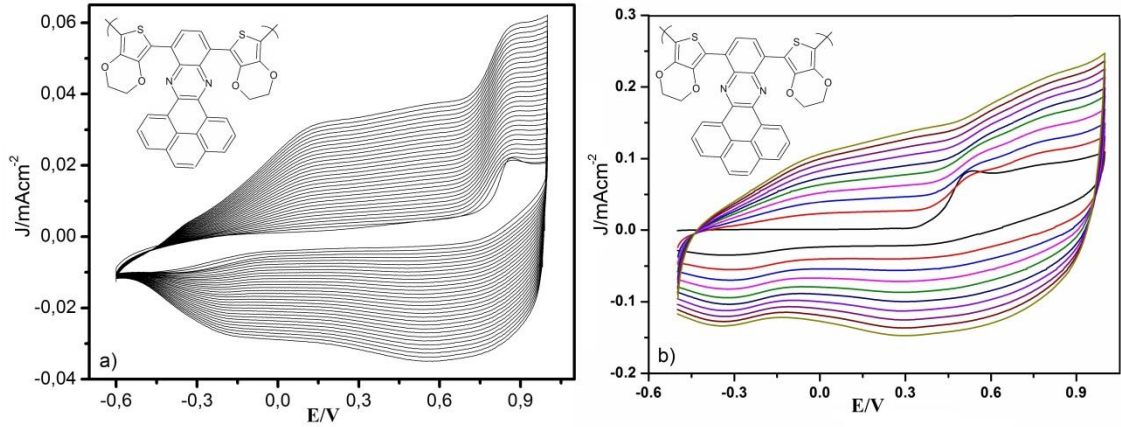 0,06
0,04
0,02
0,00
-0,02
-0,04
J/mAcm⁻²
S
S
O
O
O
O
N
N
a)
-0,6
-0,3
0,0
0,3
0,6
0,9
E/V
0.3
0.2
0.1
0.0
-0.1
-0.2
J/mAcm⁻²
S
S
O
O
O
O
N
N
b)
-0.6
-0.3
0.0
0.3
0.6
0.9
E/V